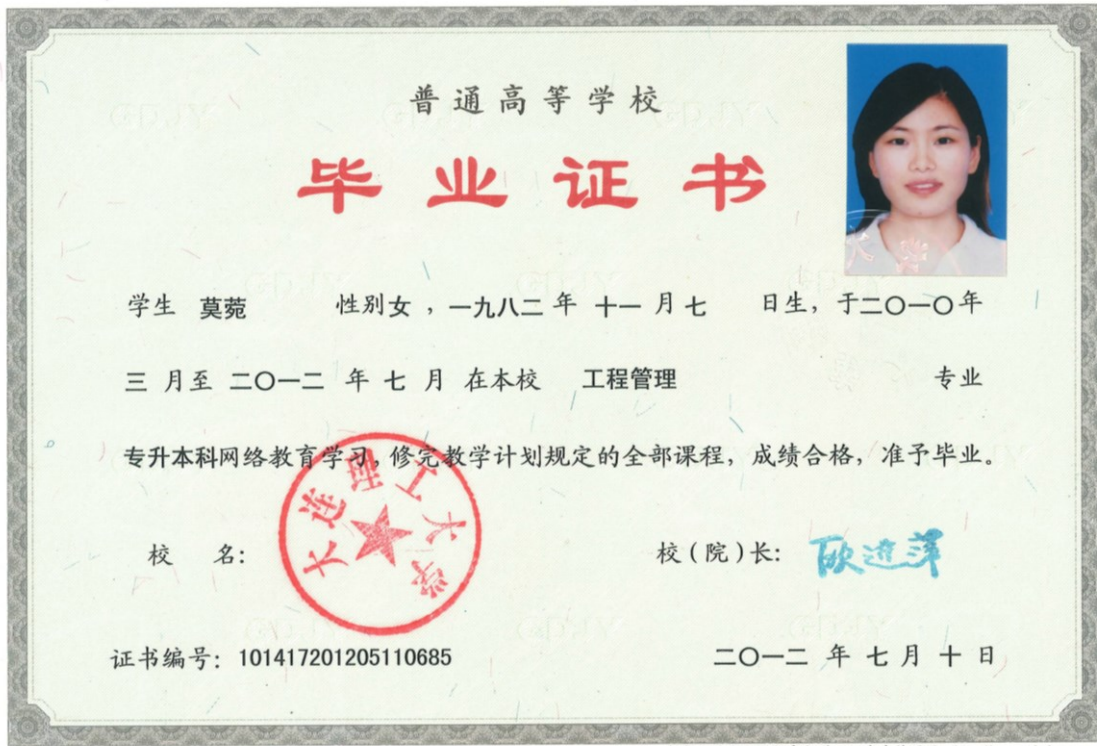 普通高等学校
毕业证书
学生 莫菀 性别女，一九八二年 十一月七 日生，于二〇一〇年
三 月至 二〇一二 年 七 月 在本校 工程管理 专业
专升本科网络教育学习，修完教学计划规定的全部课程，成绩合格，准予毕业。
大连理工大学
校 名： 校（院）长： 欧进萍
证书编号：101417201205110685 二〇一二 年 七 月 十 日